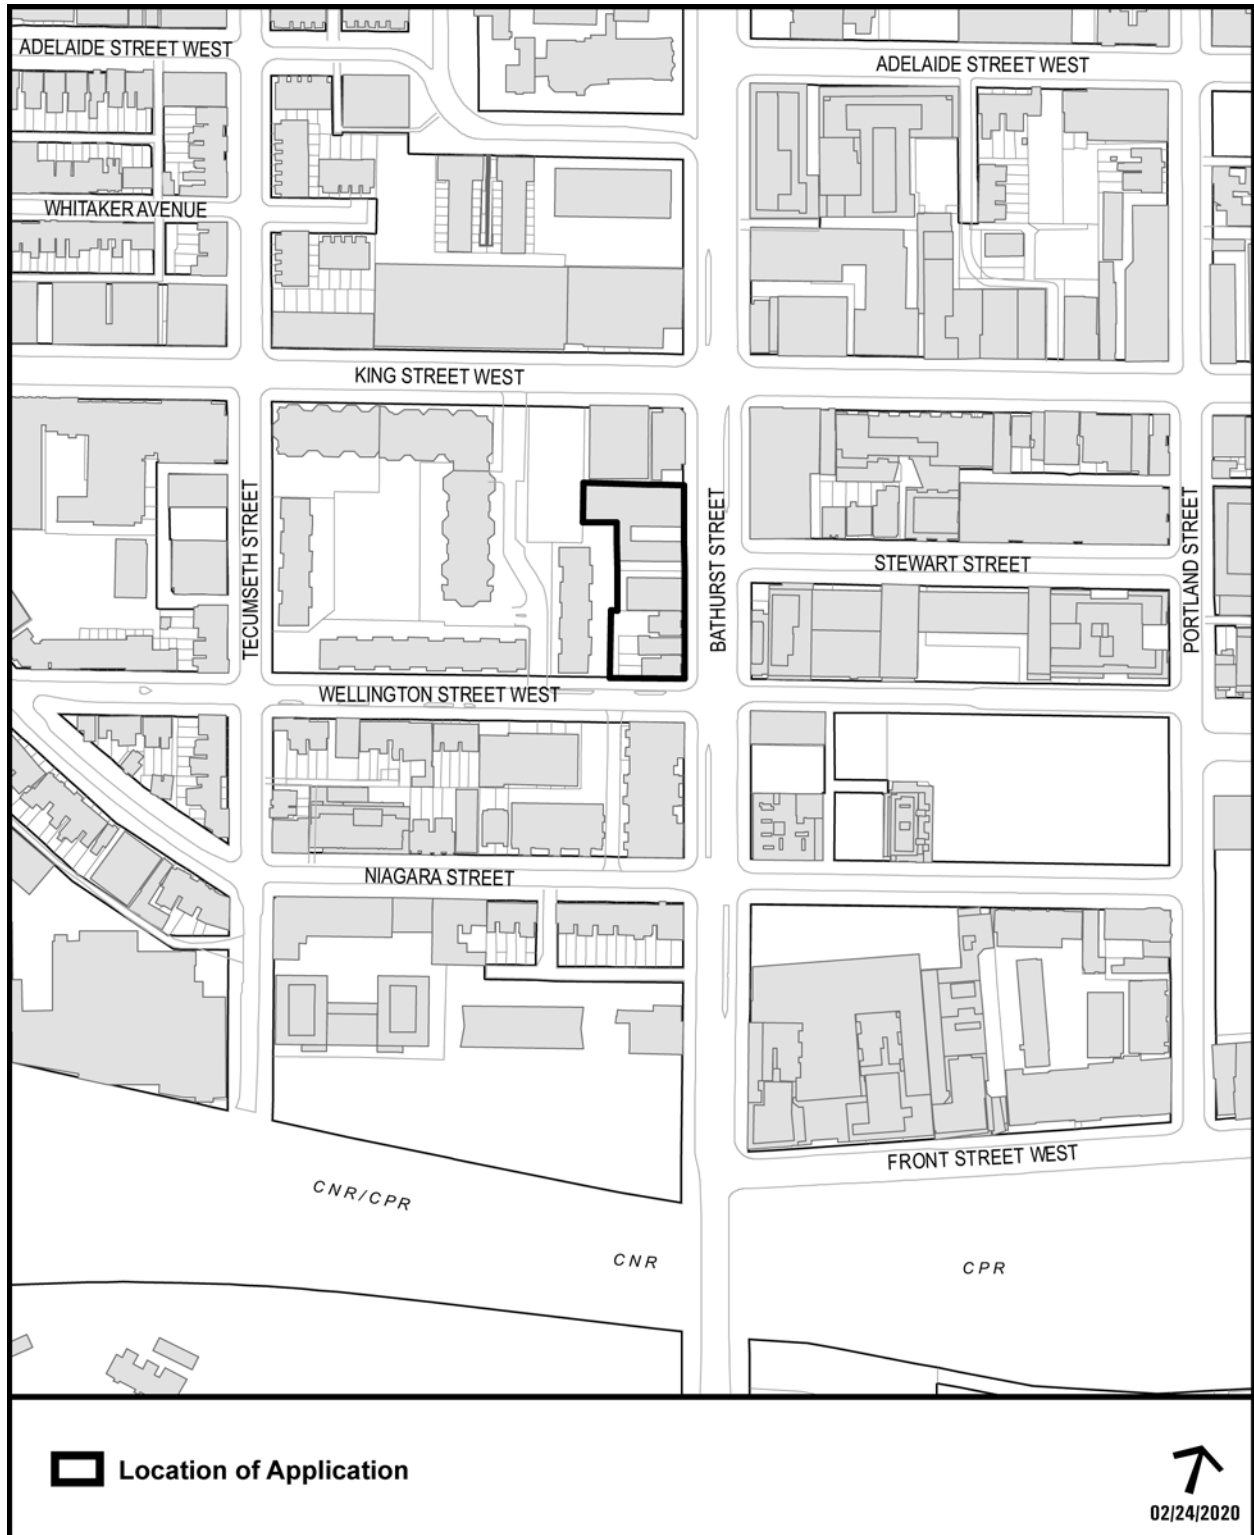 ADELAIDE STREET WEST
ADELAIDE STREET WEST
WHITAKER AVENUE
KING STREET WEST
TECUMSETH STREET
BATHURST STREET
PORTLAND STREET
STEWART STREET
WELLINGTON STREET WEST
NIAGARA STREET
FRONT STREET WEST
CNR/CPR
CNR
CPR
Location of Application
02/24/2020